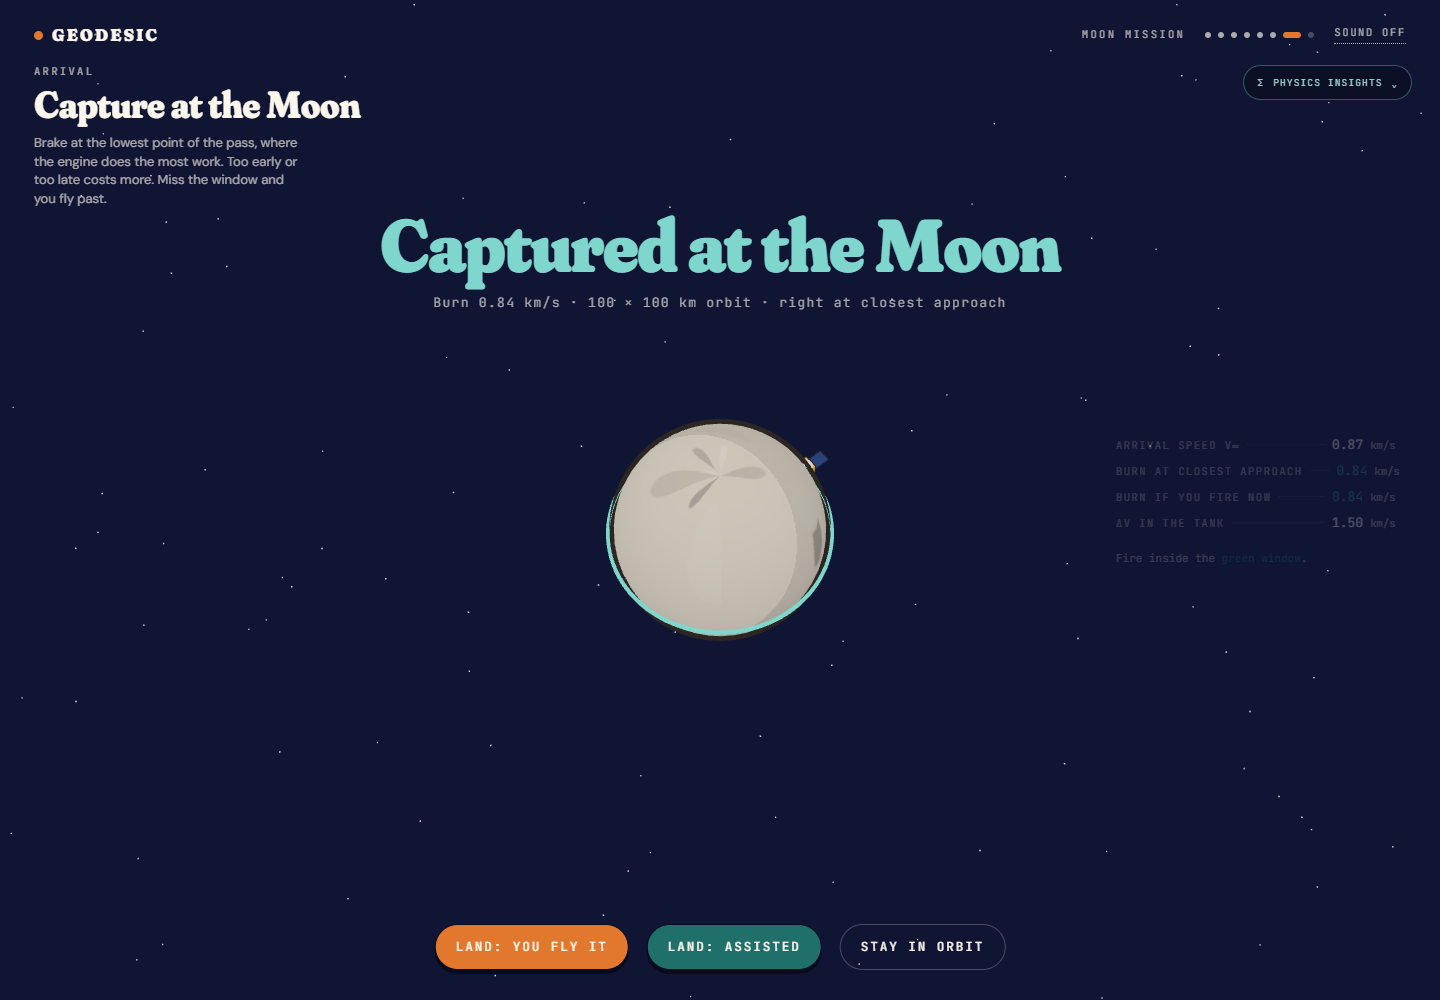 GEODESIC
MOON MISSION
SOUND OFF
ARRIVAL
Capture at the Moon
Σ PHYSICS INSIGHTS
Brake at the lowest point of the pass, where
the engine does the most work. Too early or
too late costs more. Miss the window and
you fly past.
Captured at the Moon
Burn 0.84 km/s · 100 × 100 km orbit · right at closest approach
ARRIVAL SPEED V∞ 0.87 km/s
BURN AT CLOSEST APPROACH 0.84 km/s
BURN IF YOU FIRE NOW 0.84 km/s
ΔV IN THE TANK 1.50 km/s
Fire inside the green window.
LAND: YOU FLY IT
LAND: ASSISTED
STAY IN ORBIT